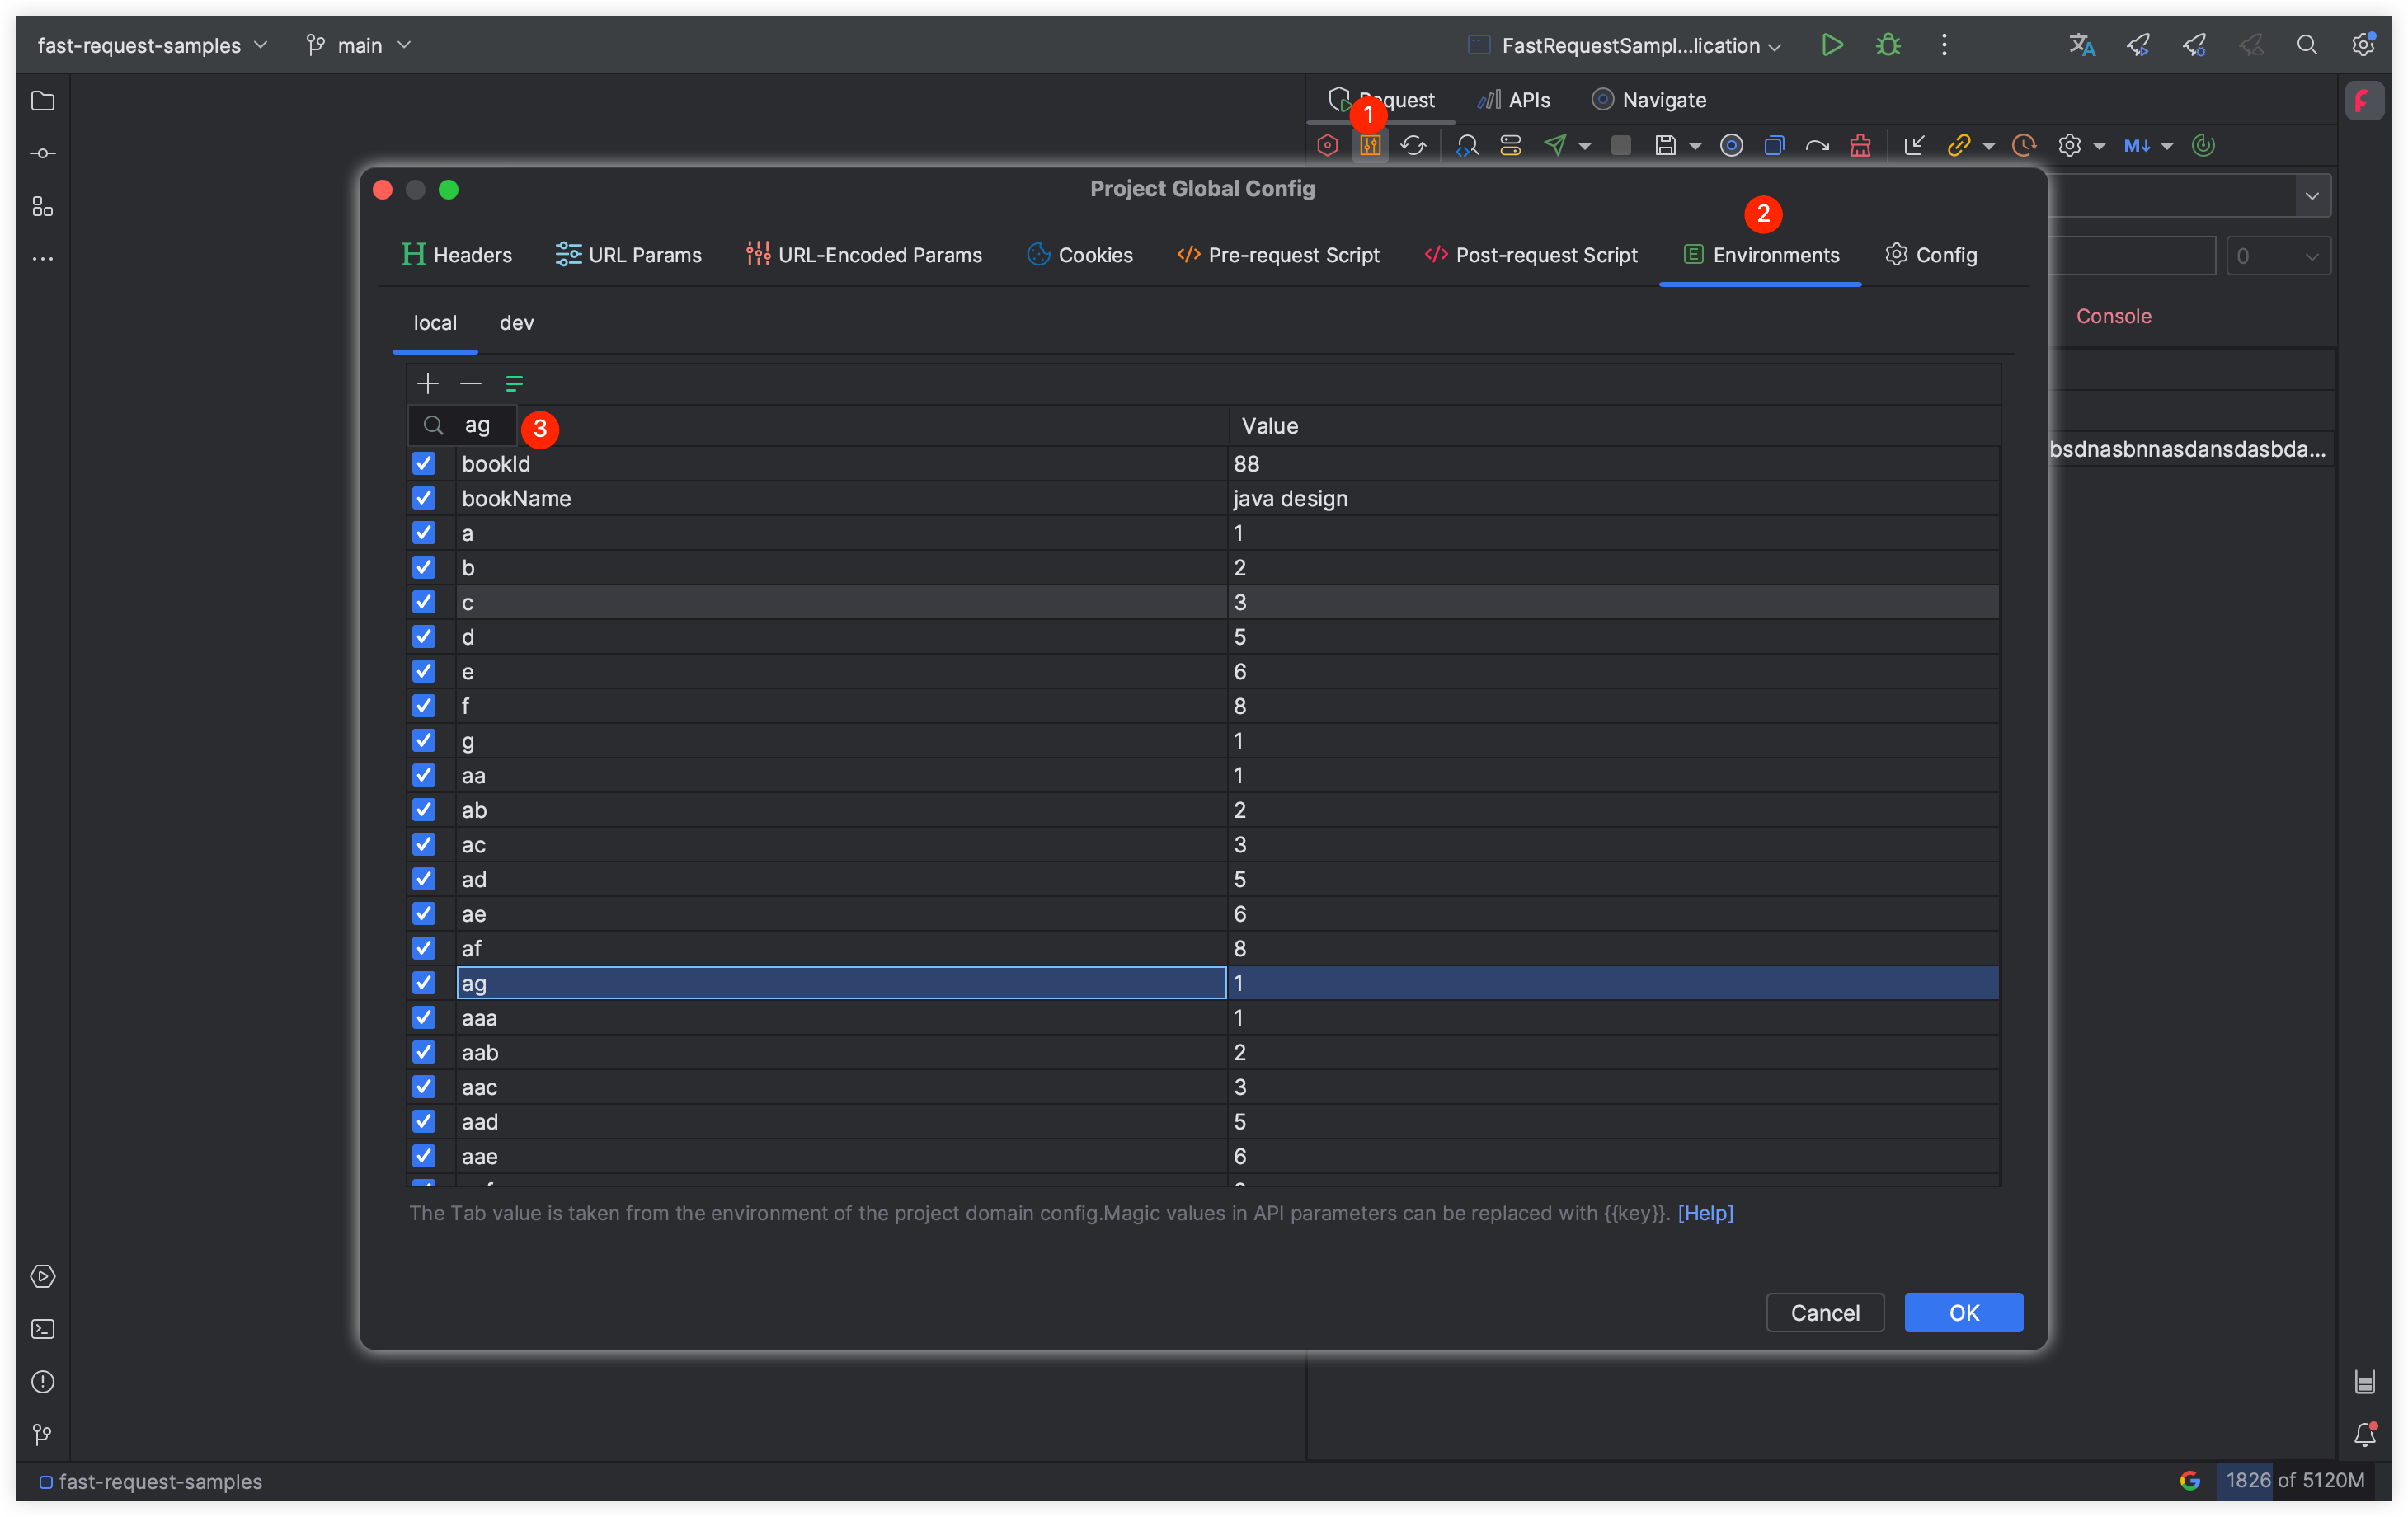 fast-request-samples main FastRequestSampl...lication
Request APIs Navigate
1
M↓
Project Global Config
2
Headers URL Params URL-Encoded Params Cookies Pre-request Script Post-request Script E Environments Config
0
Console
local dev
ag 3 Value
bsdnasbnnasdansdasbda...
bookId 88
bookName java design
a 1
b 2
c 3
d 5
e 6
f 8
g 1
aa 1
ab 2
ac 3
ad 5
ae 6
af 8
ag 1
aaa 1
aab 2
aac 3
aad 5
aae 6
The Tab value is taken from the environment of the project domain config.Magic values in API parameters can be replaced with {{key}}. [Help]
Cancel OK
fast-request-samples 1826 of 5120M